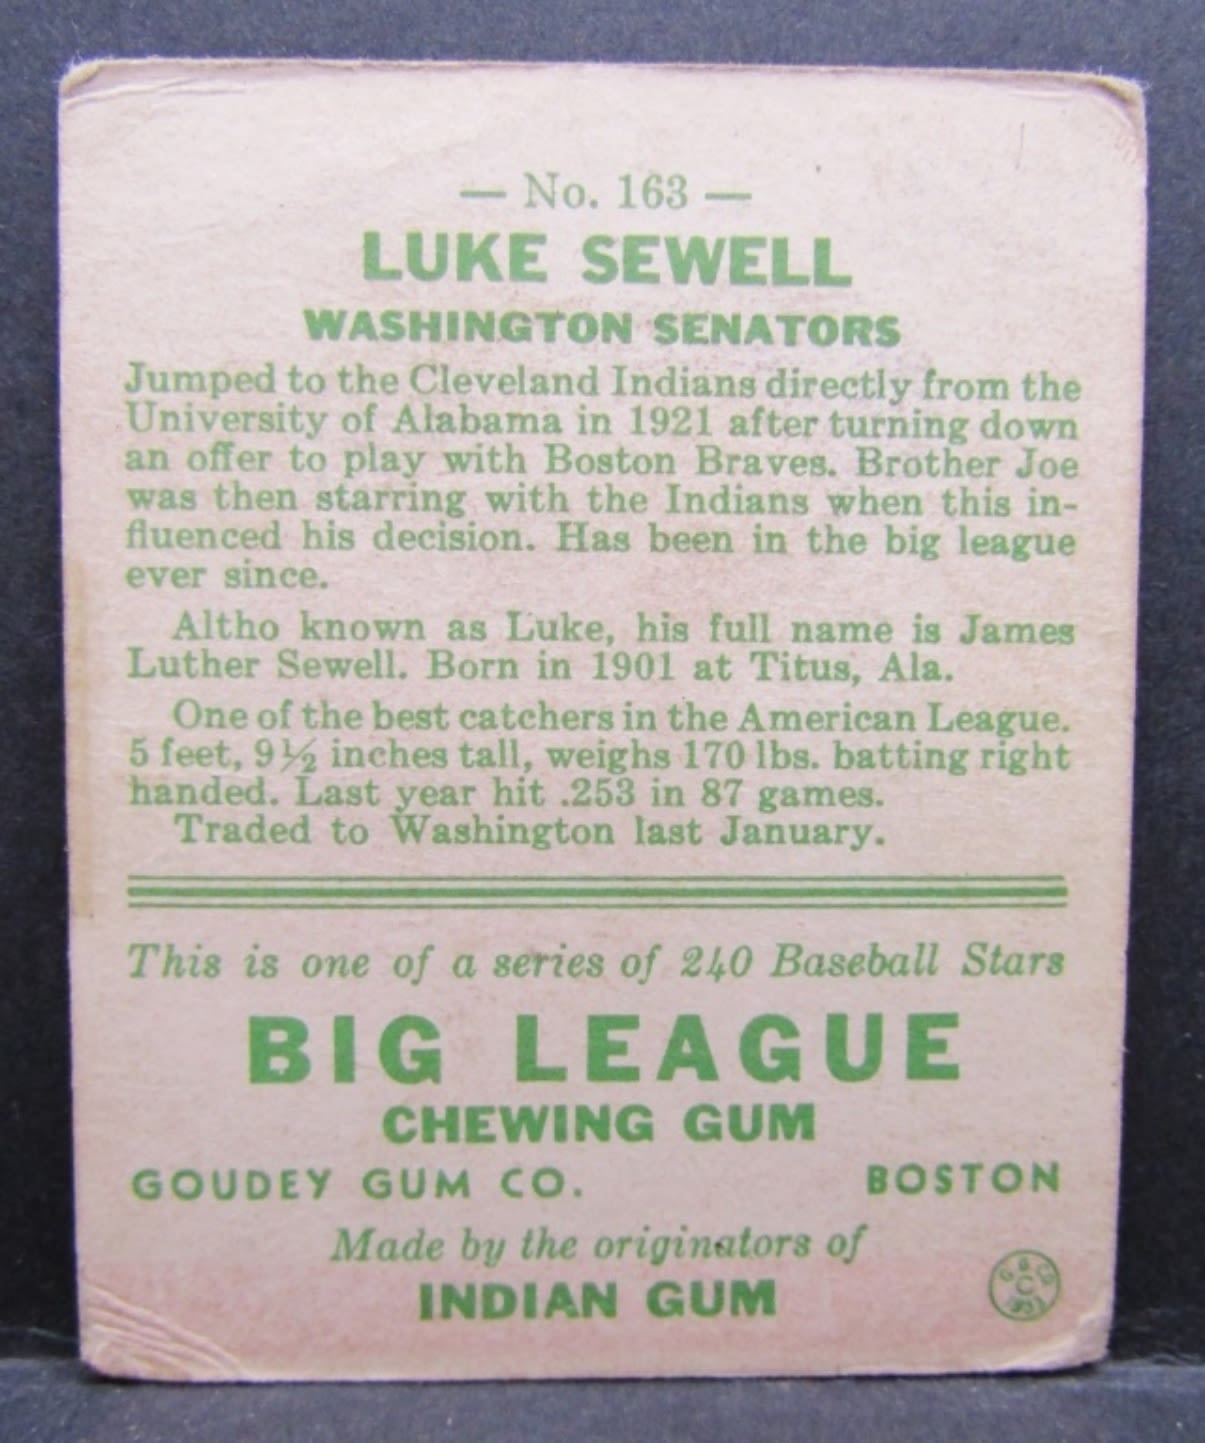 — No. 163 —
LUKE SEWELL
WASHINGTON SENATORS
Jumped to the Cleveland Indians directly from the
University of Alabama in 1921 after turning down
an offer to play with Boston Braves. Brother Joe
was then starring with the Indians when this in-
fluenced his decision. Has been in the big league
ever since.
Altho known as Luke, his full name is James
Luther Sewell. Born in 1901 at Titus, Ala.
One of the best catchers in the American League.
5 feet, 9½ inches tall, weighs 170 lbs. batting right
handed. Last year hit .253 in 87 games.
Traded to Washington last January.
This is one of a series of 240 Baseball Stars
BIG LEAGUE
CHEWING GUM
GOUDEY GUM CO. BOSTON
Made by the originators of
INDIAN GUM
C